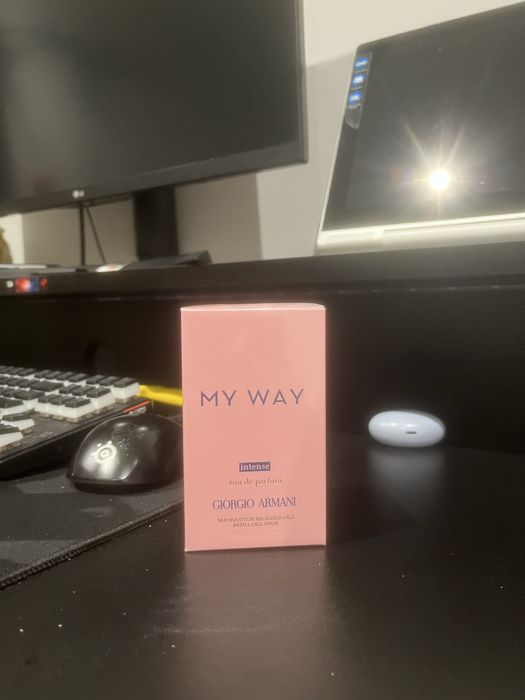 LG
MY WAY
intense
eau de parfum
GIORGIO ARMANI
VAPORISATEUR RECHARGEABLE
REFILLABLE SPRAY